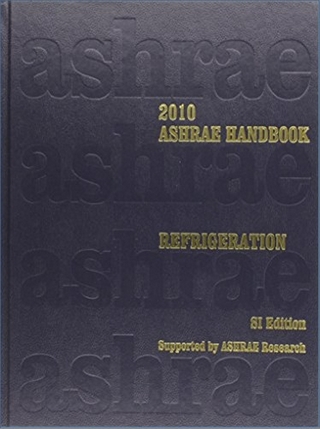 ashrae
2010
ASHRAE HANDBOOK
ashrae
REFRIGERATION
ashrae
SI Edition
Supported by ASHRAE Research
ashrae